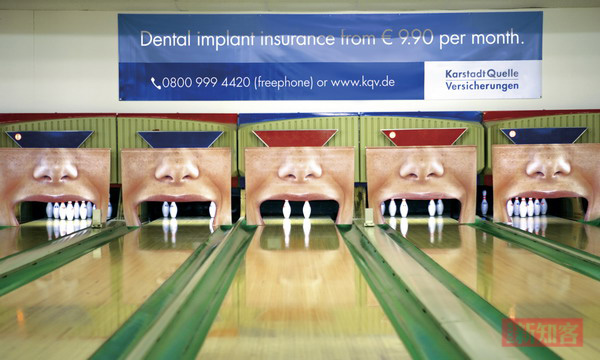 Dental implant insurance from € 9.90 per month.
0800 999 4420 (freephone) or www.kqv.de
KarstadtQuelle
Versicherungen